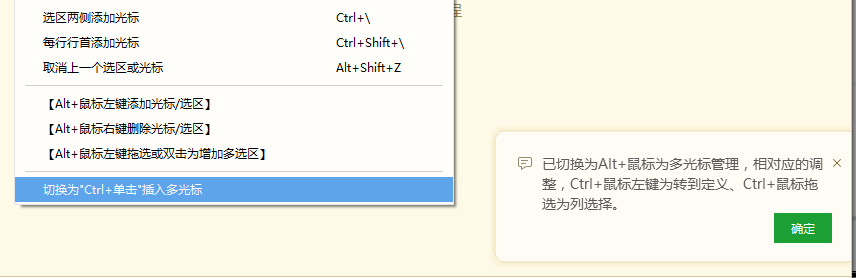 选区两侧添加光标 Ctrl+\
程
每行行首添加光标 Ctrl+Shift+\
取消上一个选区或光标 Alt+Shift+Z
【Alt+鼠标左键添加光标/选区】
【Alt+鼠标右键删除光标/选区】
【Alt+鼠标左键拖选或双击为增加多选区】
切换为"Ctrl+单击"插入多光标
已切换为Alt+鼠标为多光标管理，相对应的调
整，Ctrl+鼠标左键为转到定义、Ctrl+鼠标拖
选为列选择。
确定